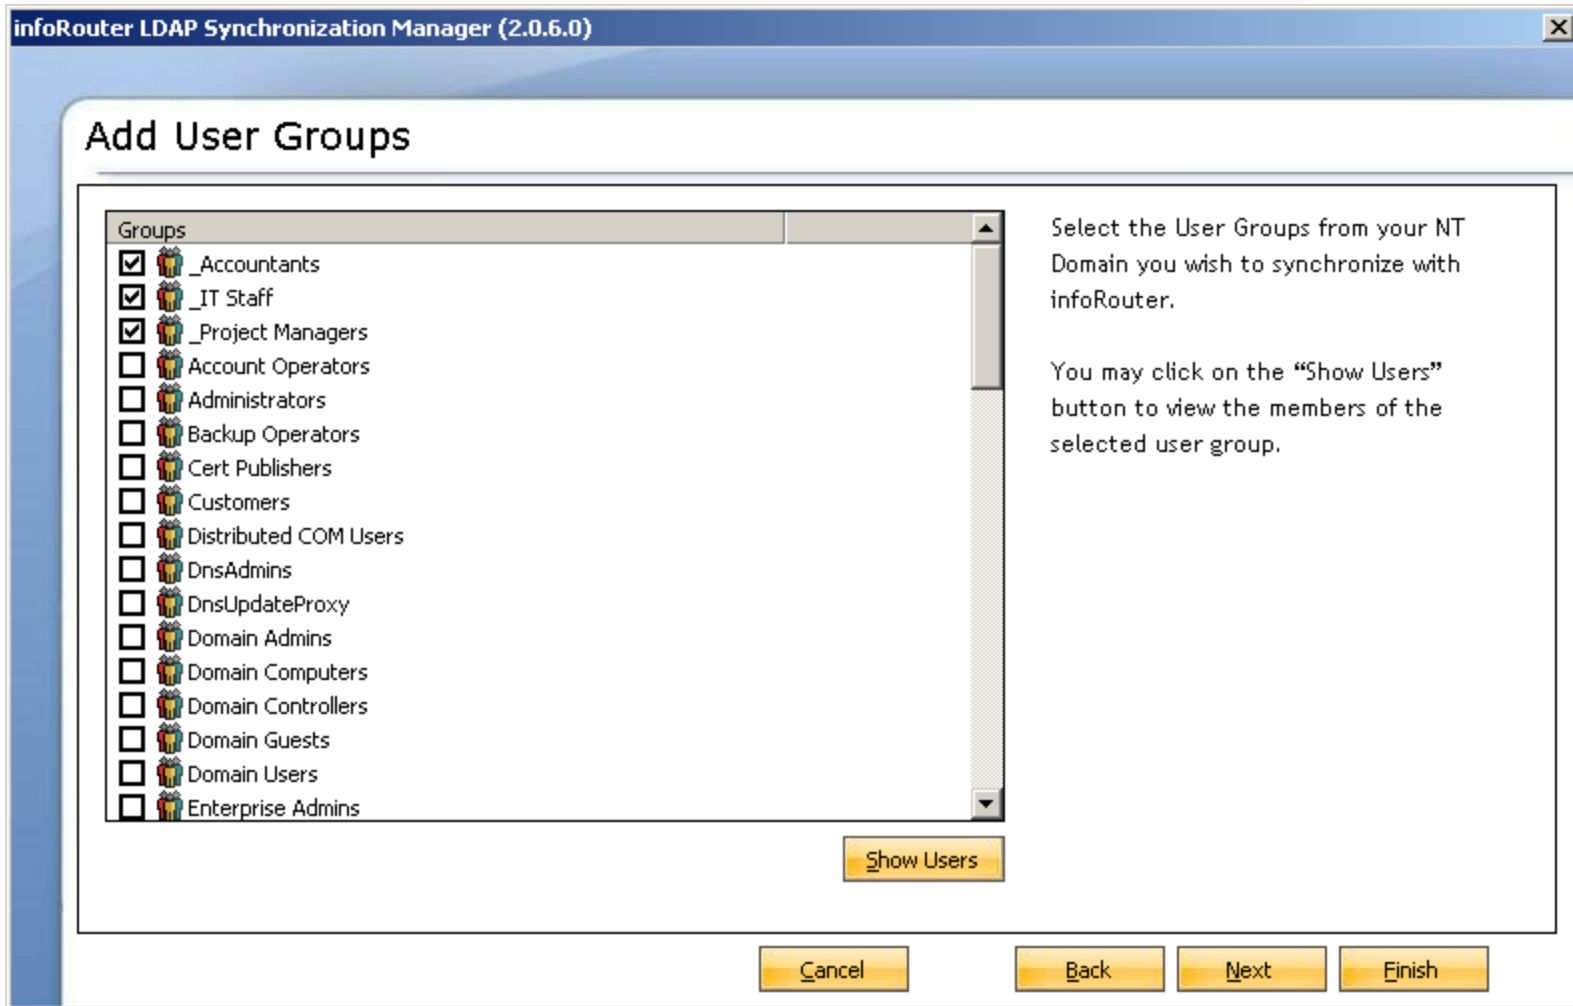 infoRouter LDAP Synchronization Manager (2.0.6.0)
Add User Groups
Groups
_Accountants
_IT Staff
_Project Managers
Account Operators
Administrators
Backup Operators
Cert Publishers
Customers
Distributed COM Users
DnsAdmins
DnsUpdateProxy
Domain Admins
Domain Computers
Domain Controllers
Domain Guests
Domain Users
Enterprise Admins
Show Users
Select the User Groups from your NT
Domain you wish to synchronize with
infoRouter.
You may click on the “Show Users”
button to view the members of the
selected user group.
Cancel Back Next Finish